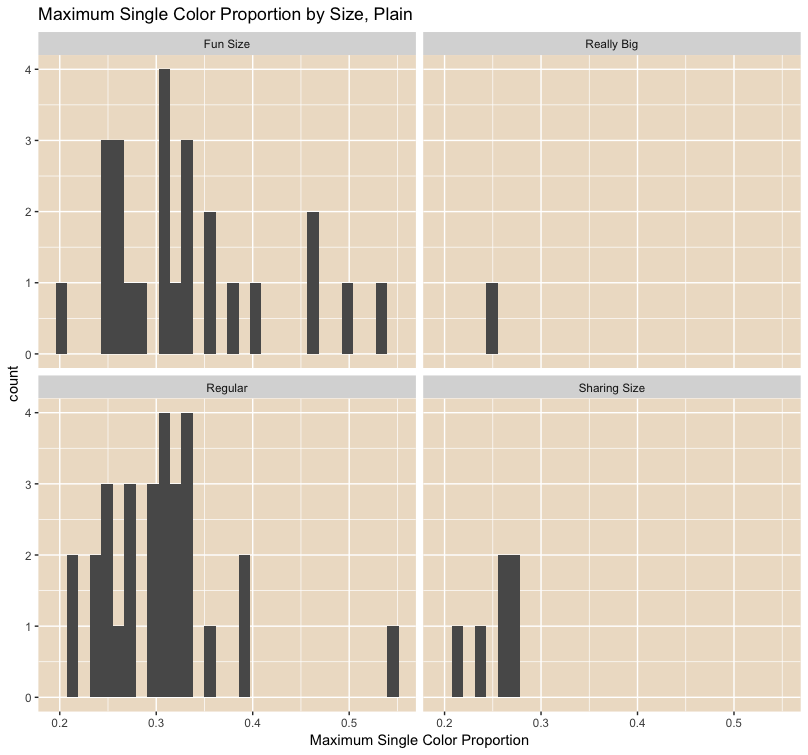 Maximum Single Color Proportion by Size, Plain
Fun Size
Really Big
4
3
2
1
0
count
Regular
Sharing Size
4
3
2
1
0
0.2 0.3 0.4 0.5
0.2 0.3 0.4 0.5
Maximum Single Color Proportion